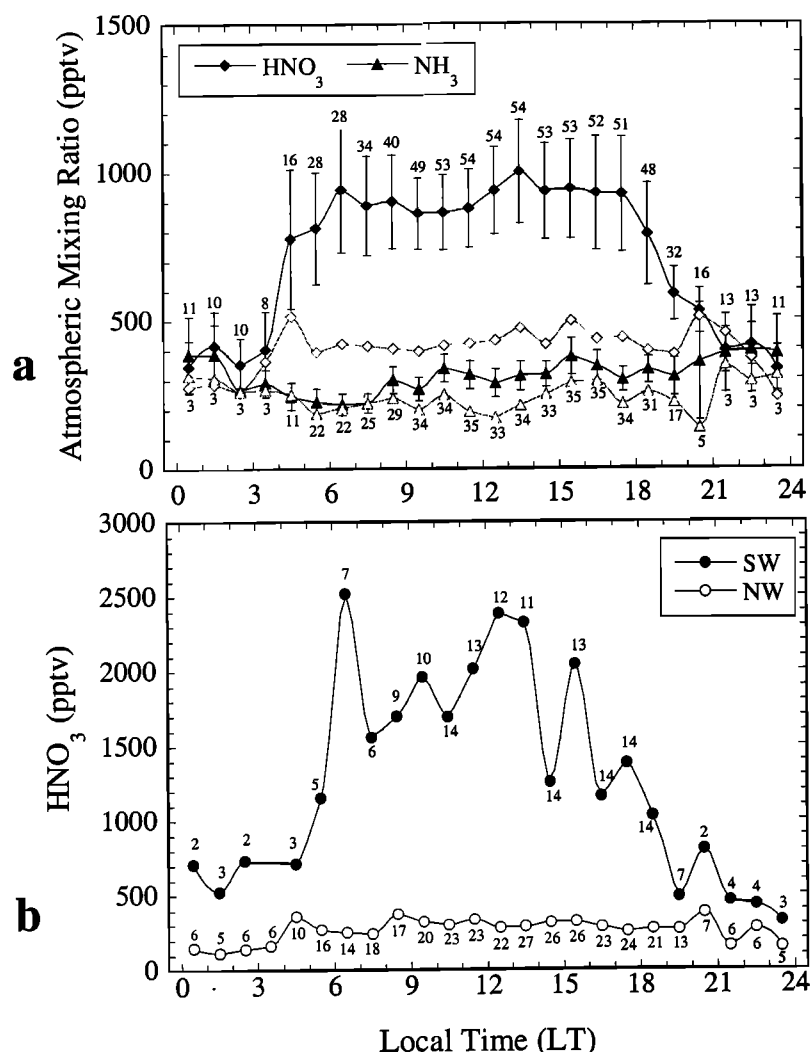 1500
1000
500
0
Atmospheric Mixing Ratio (pptv)
a
HNO3 NH3
11 10 10 8 16 28 28 34 40 49 53 54 54 54 53 53 52 51 48 32 16 13 13 11
3 3 3 3 11 22 22 25 29 34 34 35 33 34 33 35 35 34 31 17 5 3 3 3
0 3 6 9 12 15 18 21 24
3000
2500
2000
1500
1000
500
0
HNO3 (pptv)
b
SW
NW
2 3 2 3 5 7 6 9 10 14 13 12 11 14 13 14 14 14 7 2 4 4 3
6 5 6 6 10 16 14 18 17 20 23 23 22 27 26 26 23 24 21 13 7 6 6 5
0 3 6 9 12 15 18 21 24
Local Time (LT)